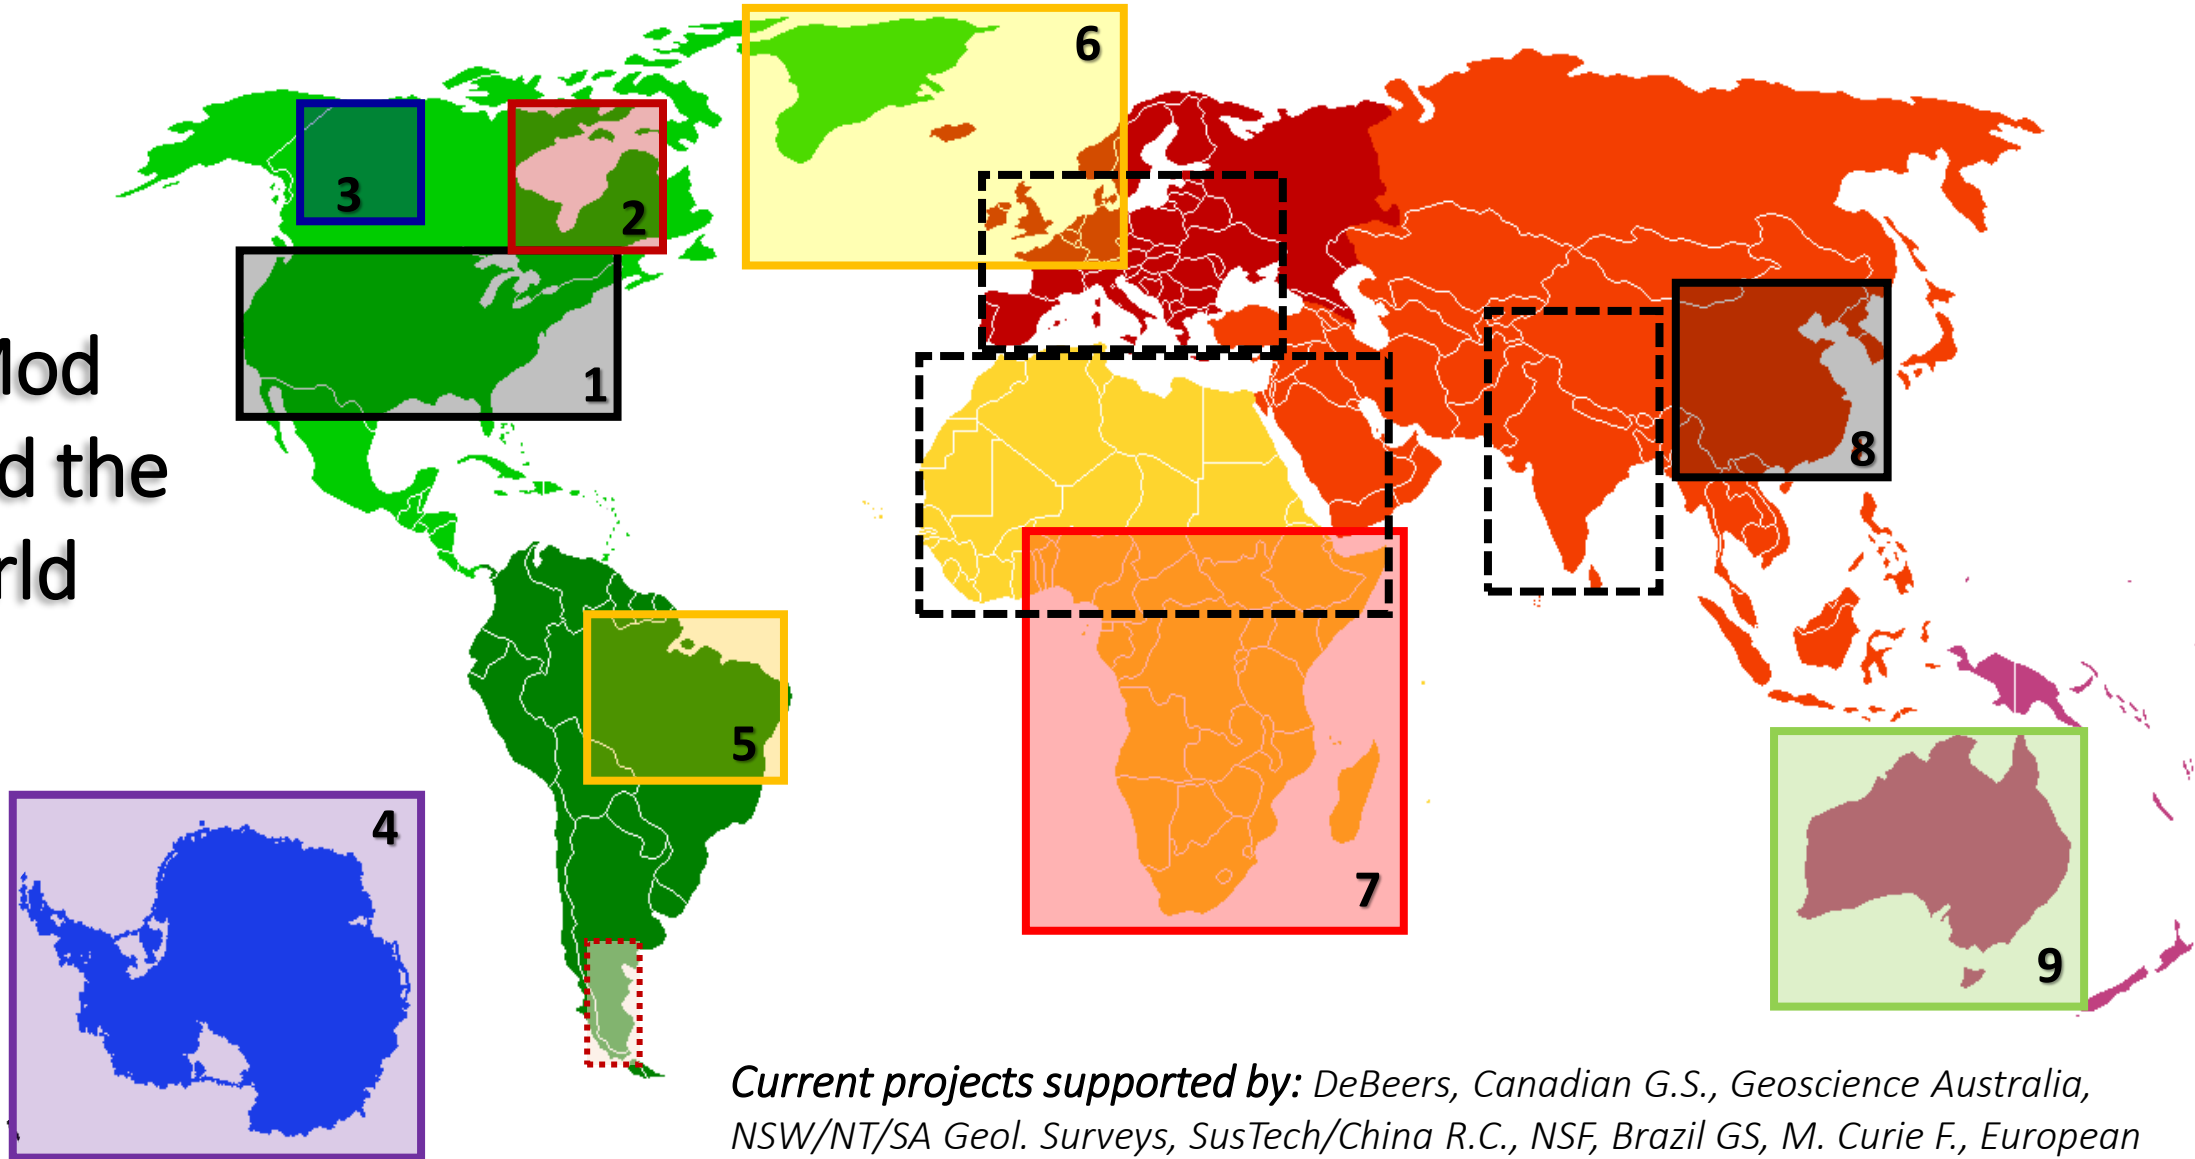 6
3
2
1
Mod
d the
rld
8
5
4
7
9
Current projects supported by: DeBeers, Canadian G.S., Geoscience Australia,
NSW/NT/SA Geol. Surveys, SusTech/China R.C., NSF, Brazil GS, M. Curie F., European